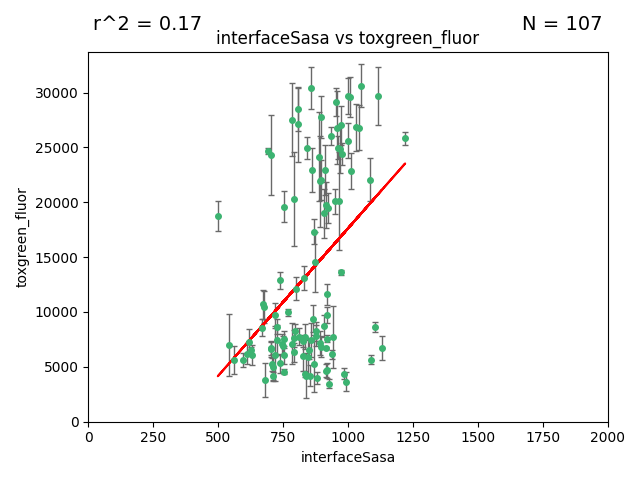 r^2 = 0.17
N = 107
interfaceSasa vs toxgreen_fluor
30000
25000
20000
15000
10000
5000
0
toxgreen_fluor
0 250 500 750 1000 1250 1500 1750 2000
interfaceSasa